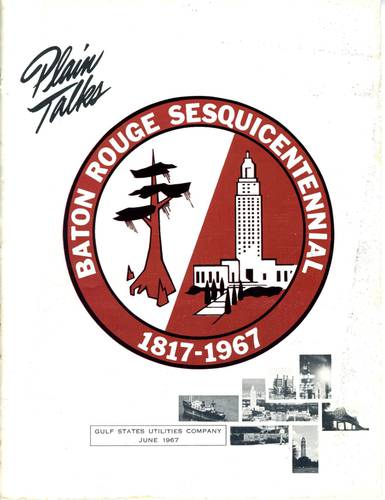 Plain
Talks
BATON ROUGE SESQUICENTENNIAL
1817-1967
GULF STATES UTILITIES COMPANY
JUNE 1967